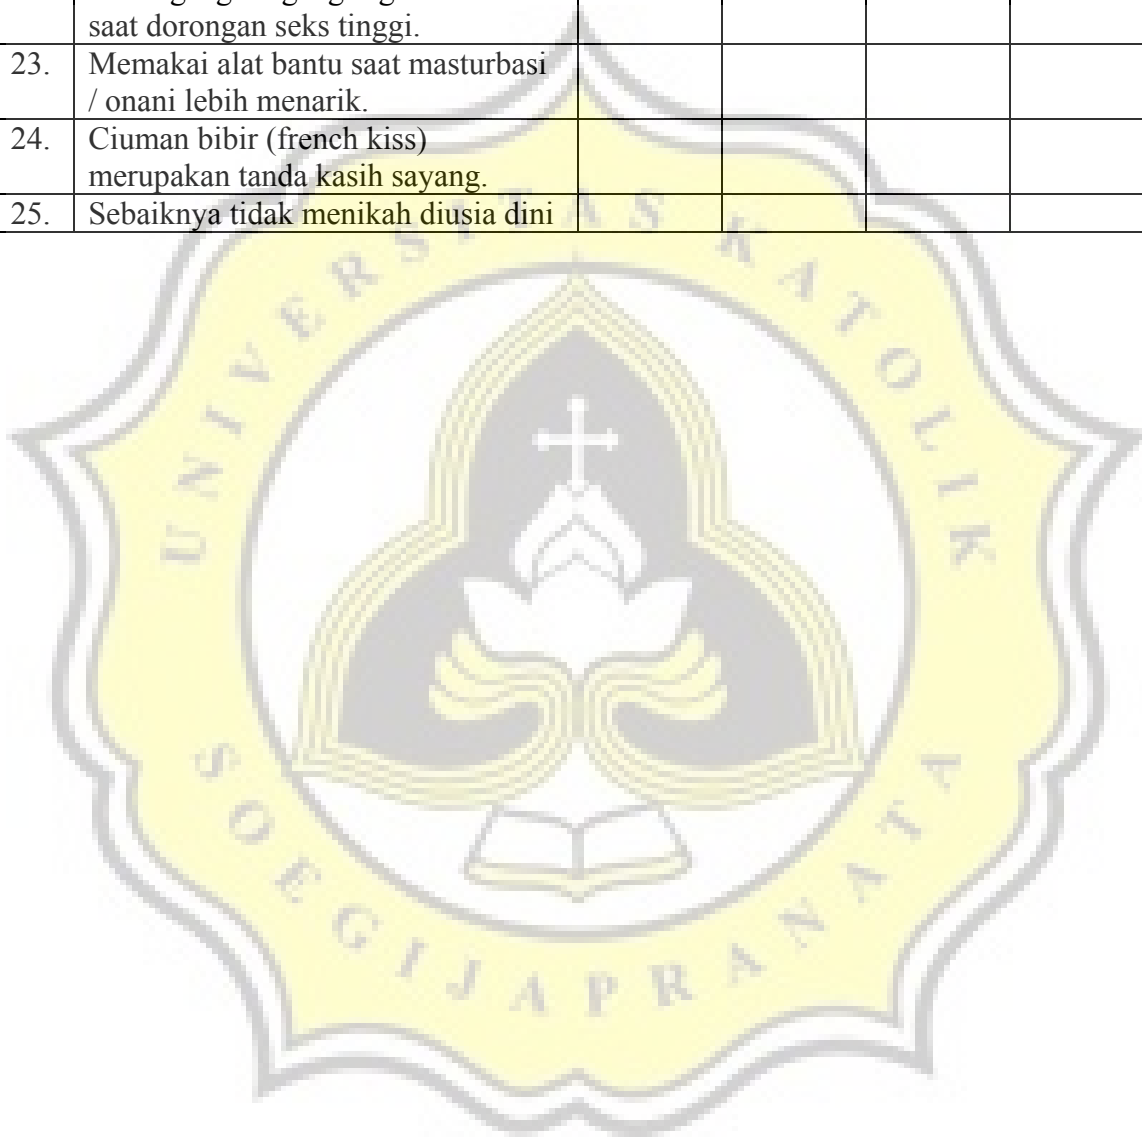 saat dorongan seks tinggi.
23. Memakai alat bantu saat masturbasi
/ onani lebih menarik.
24. Ciuman bibir (french kiss)
merupakan tanda kasih sayang.
25. Sebaiknya tidak menikah diusia dini
UNIVERSITAS KATOLIK
SOEGIJAPRANATA